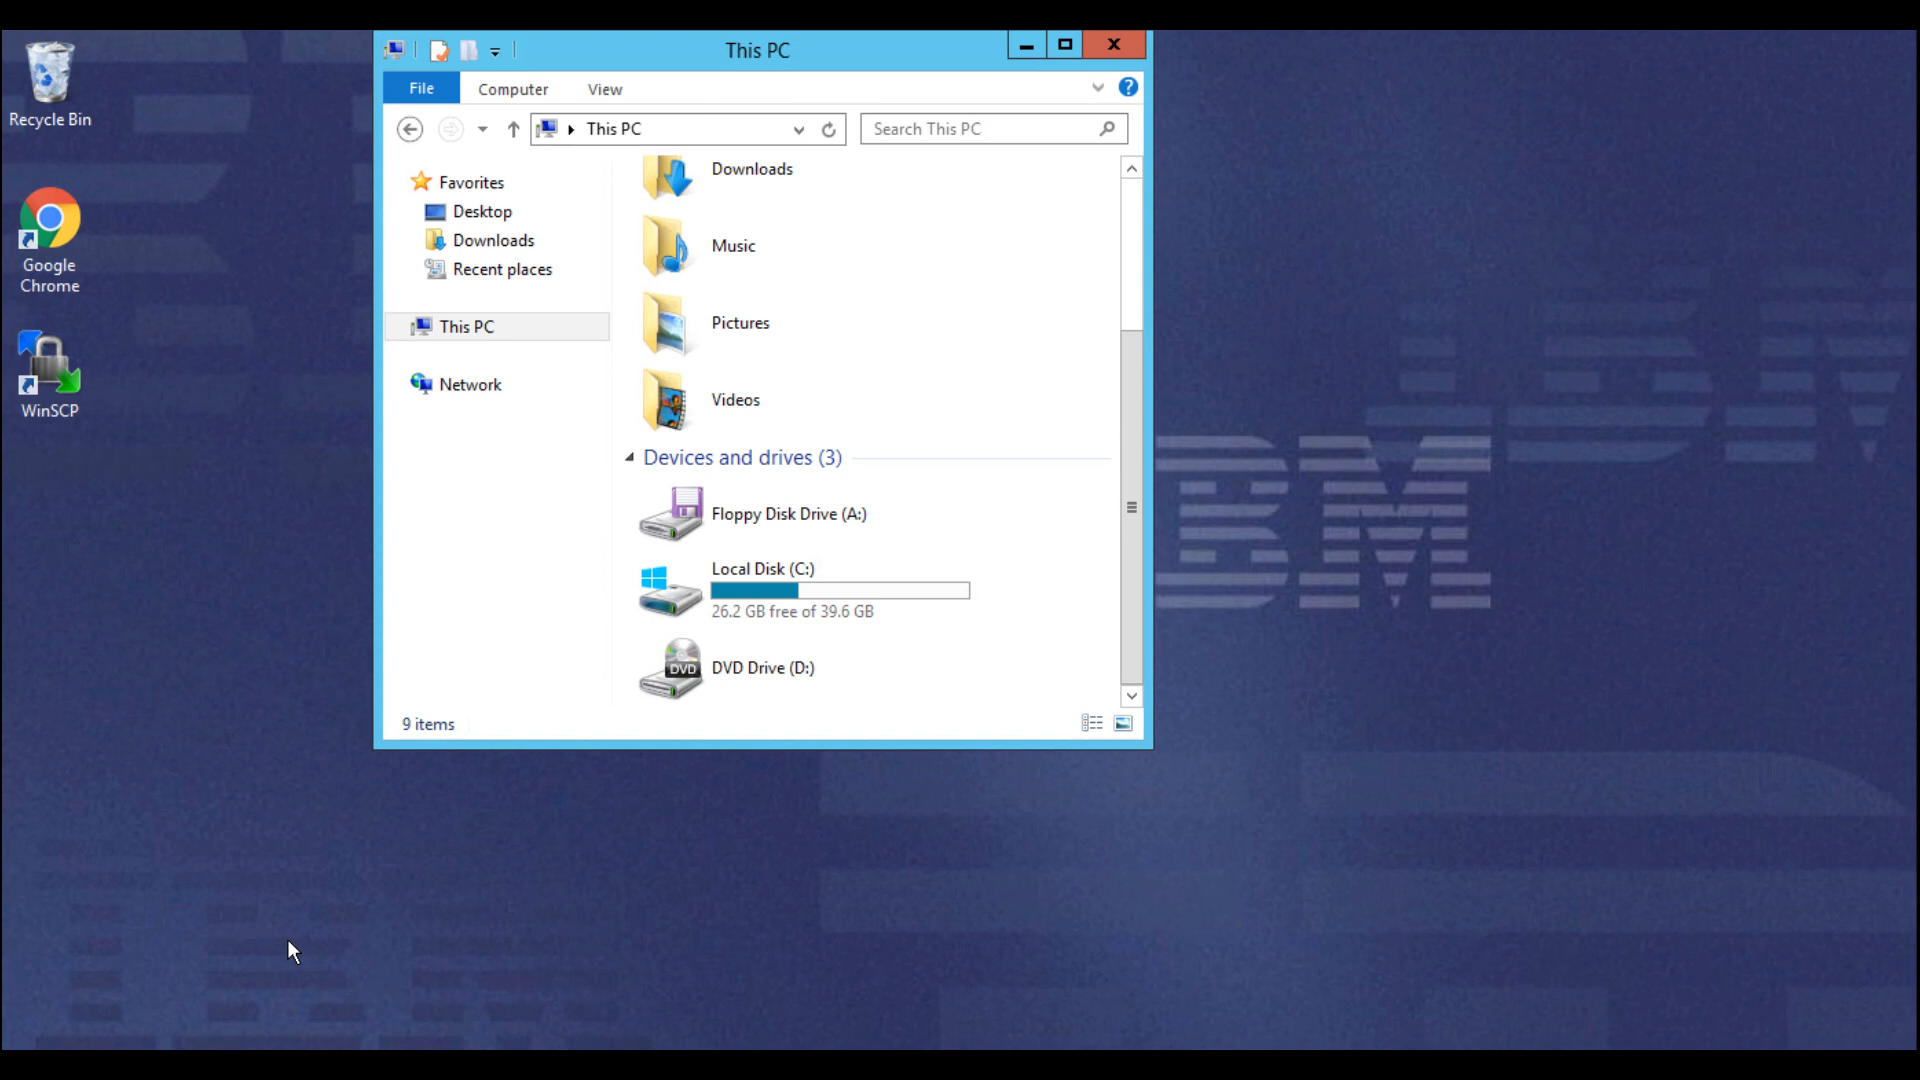 Recycle Bin
Google
Chrome
WinSCP
This PC
File
Computer
View
This PC
Search This PC
Favorites
Desktop
Downloads
Recent places
This PC
Network
Downloads
Music
Pictures
Videos
Devices and drives (3)
Floppy Disk Drive (A:)
Local Disk (C:)
26.2 GB free of 39.6 GB
DVD
DVD Drive (D:)
9 items
IBM
BM